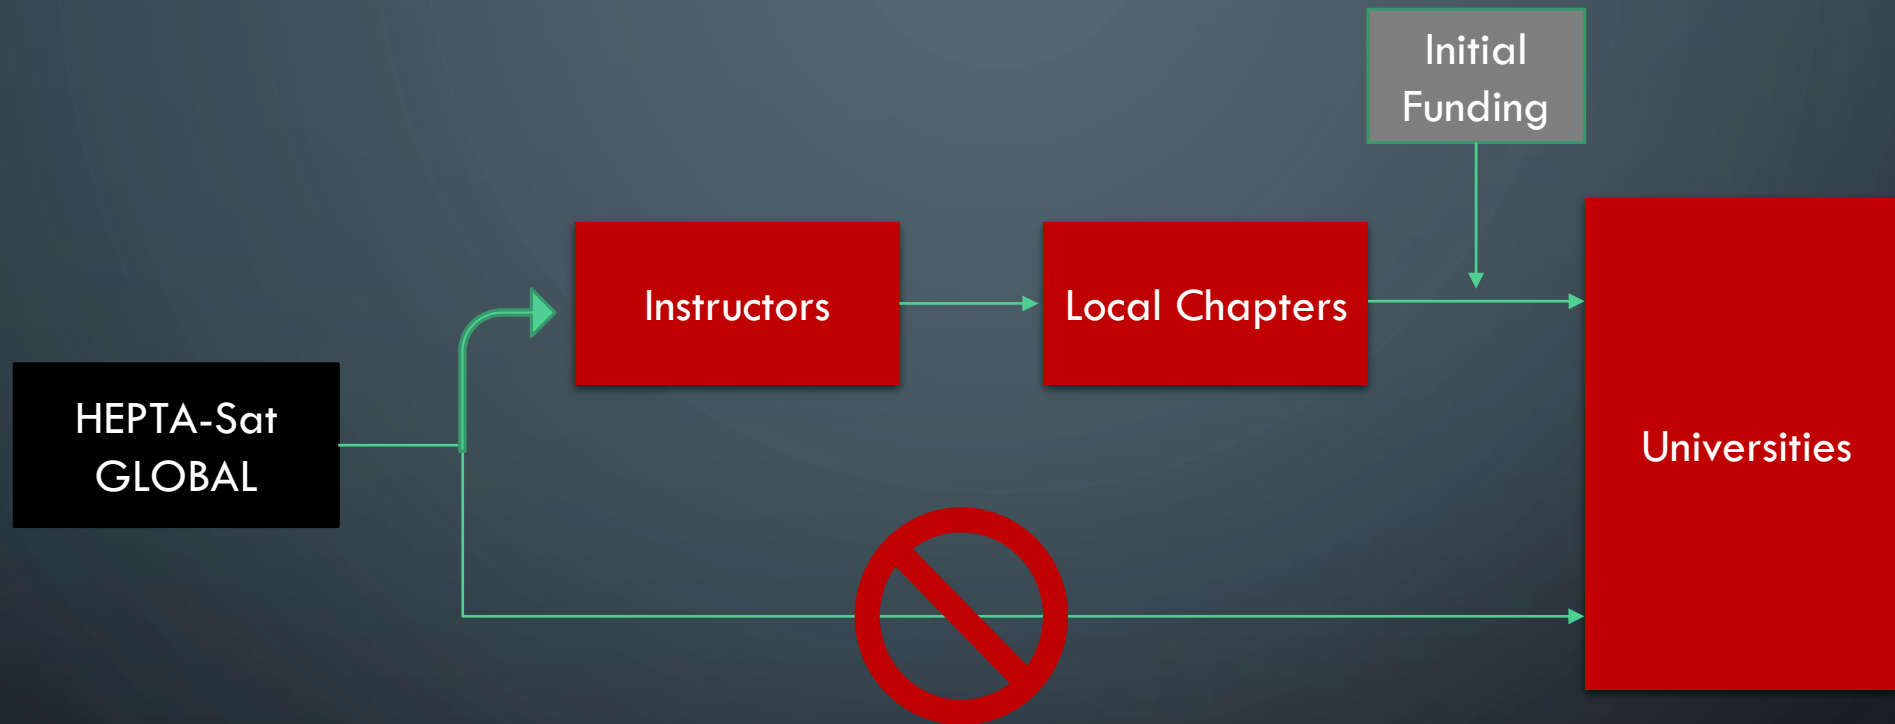 Initial
Funding
Instructors
Local Chapters
HEPTA-Sat
GLOBAL
Universities